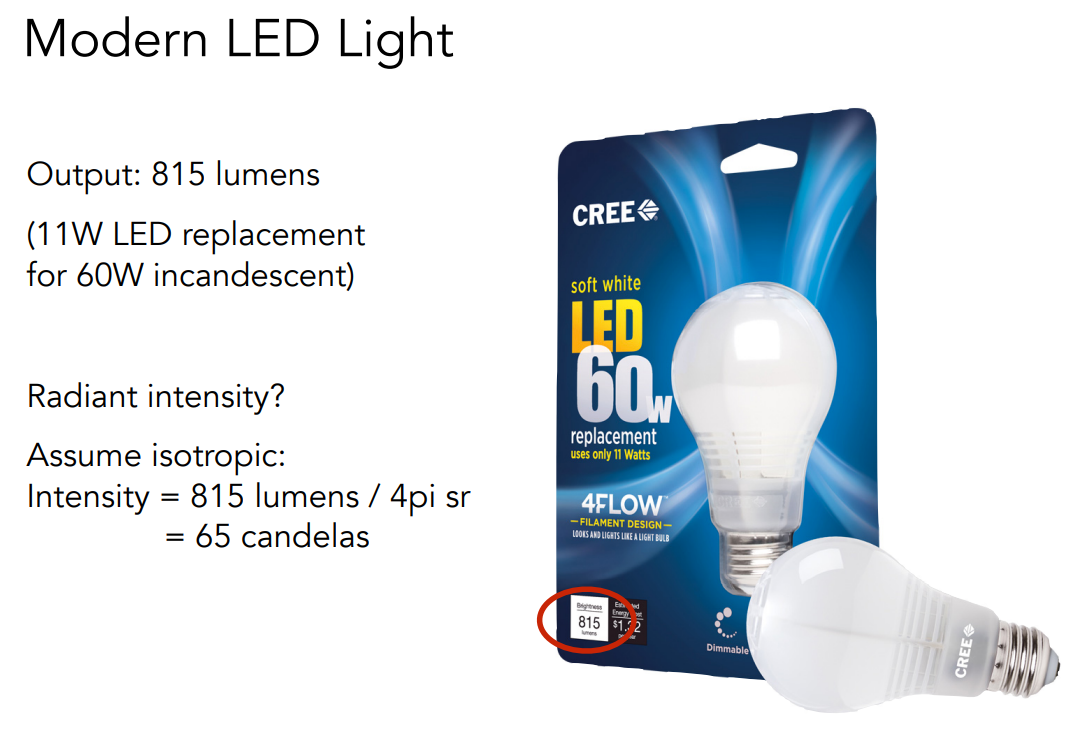 Modern LED Light
Output: 815 lumens
(11W LED replacement
for 60W incandescent)
Radiant intensity?
Assume isotropic:
Intensity = 815 lumens / 4pi sr
= 65 candelas
CREE
soft white
LED
60w
replacement
uses only 11 Watts
4FLOW™
FILAMENT DESIGN
LOOKS AND LIGHTS LIKE A LIGHT BULB
Brightness
815
lumens
Energy
Dimmable
CREE